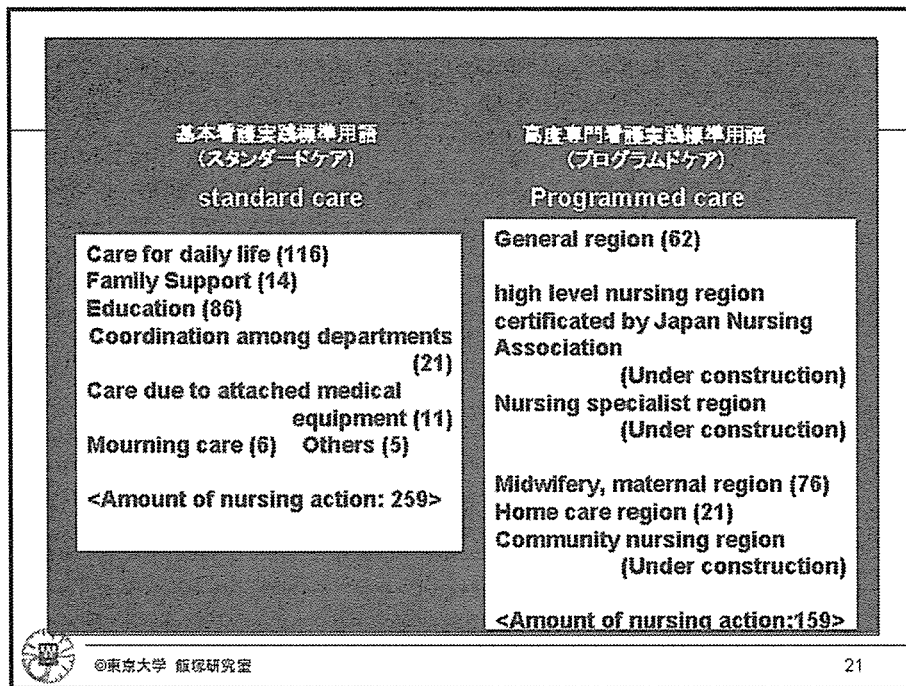 基本看護実践標準用語
(スタンダードケア)
standard care
Care for daily life (116)
Family Support (14)
Education (86)
Coordination among departments
(21)
Care due to attached medical
equipment (11)
Mourning care (6) Others (5)
<Amount of nursing action: 259>
高度専門看護実践標準用語
(プログラムドケア)
Programmed care
General region (62)
high level nursing region
certificated by Japan Nursing
Association
(Under construction)
Nursing specialist region
(Under construction)
Midwifery, maternal region (76)
Home care region (21)
Community nursing region
(Under construction)
<Amount of nursing action:159>
©東京大学 飯塚研究室
21